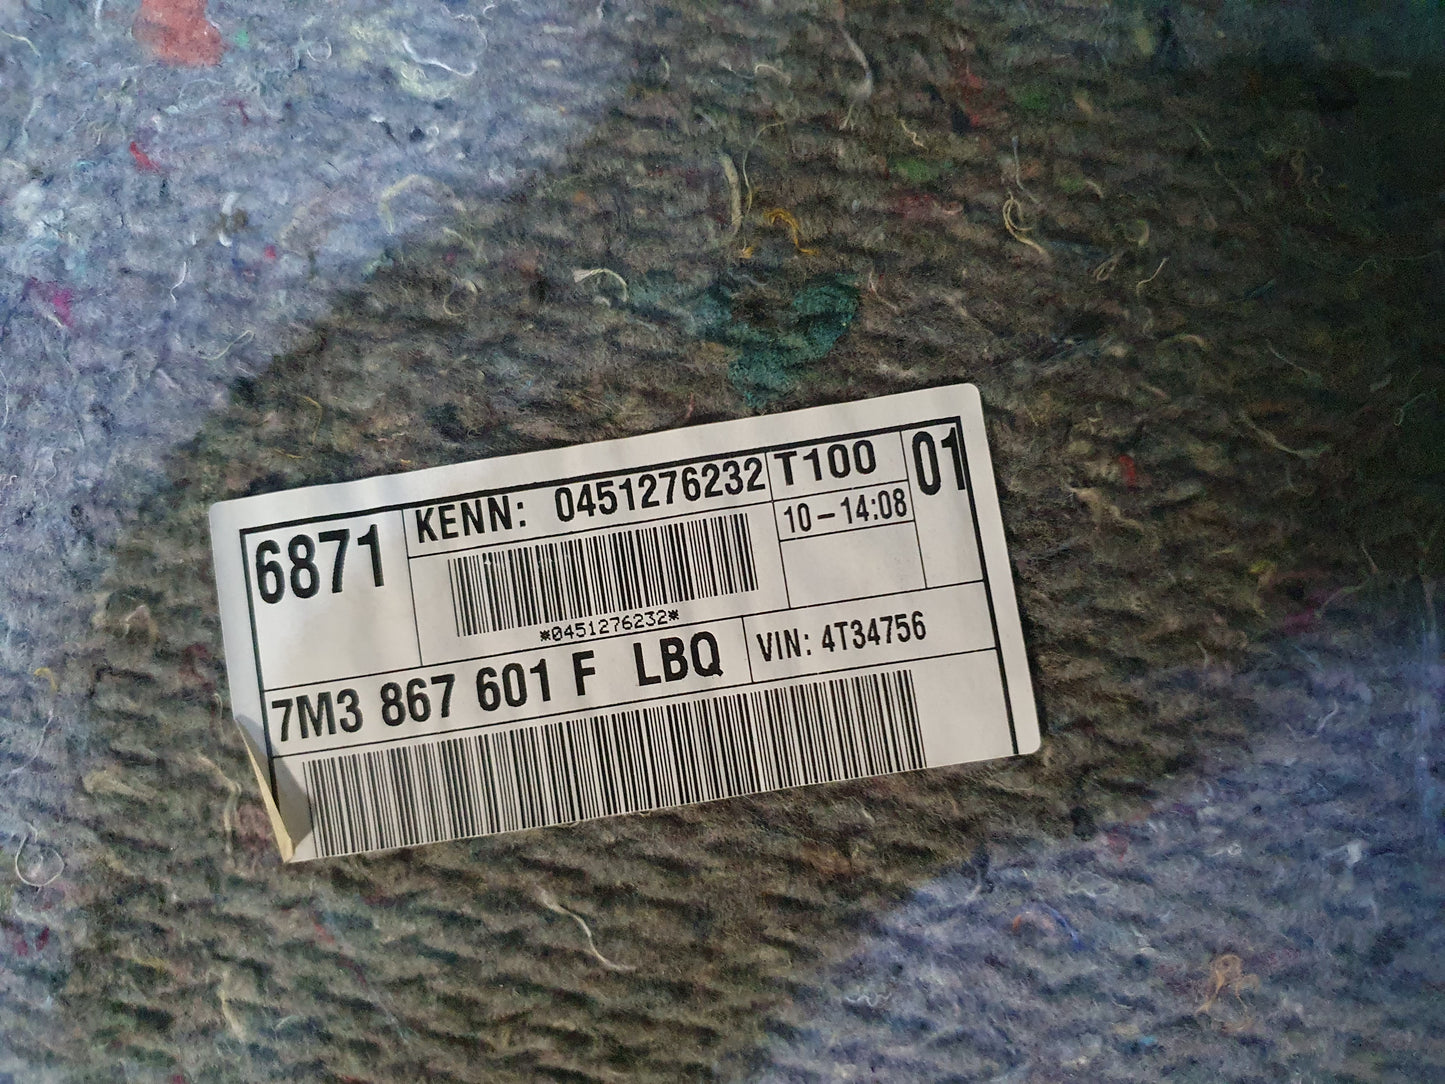 6871
KENN: 0451276232
T100
01
10-14:08
*0451276232*
7M3 867 601 F LBQ
VIN: 4T34756